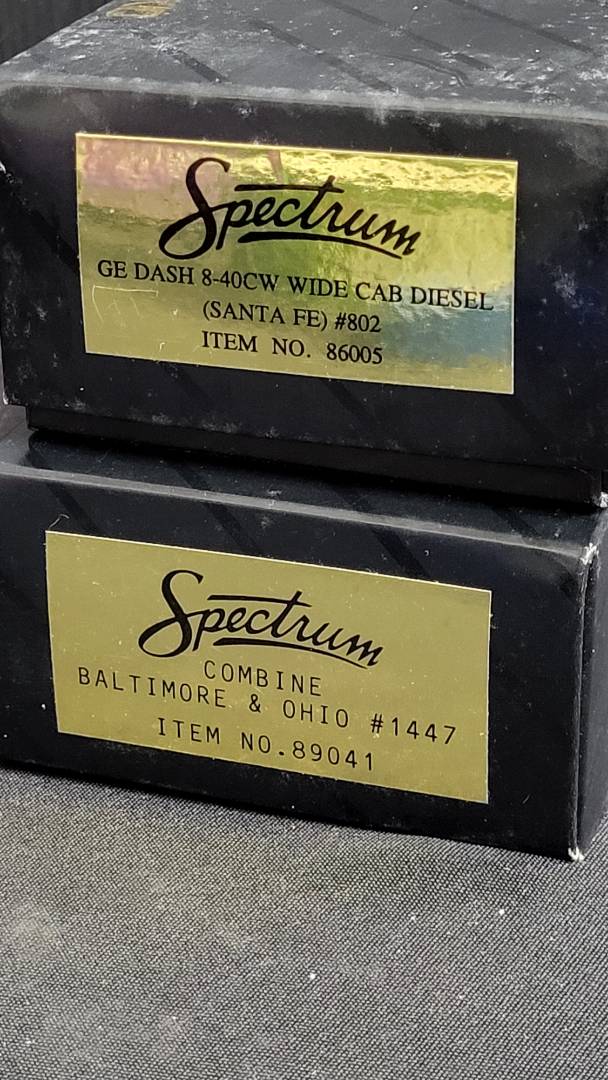 Spectrum
GE DASH 8-40CW WIDE CAB DIESEL
(SANTA FE) #802
ITEM NO. 86005
Spectrum
COMBINE
BALTIMORE & OHIO #1447
ITEM NO.89041